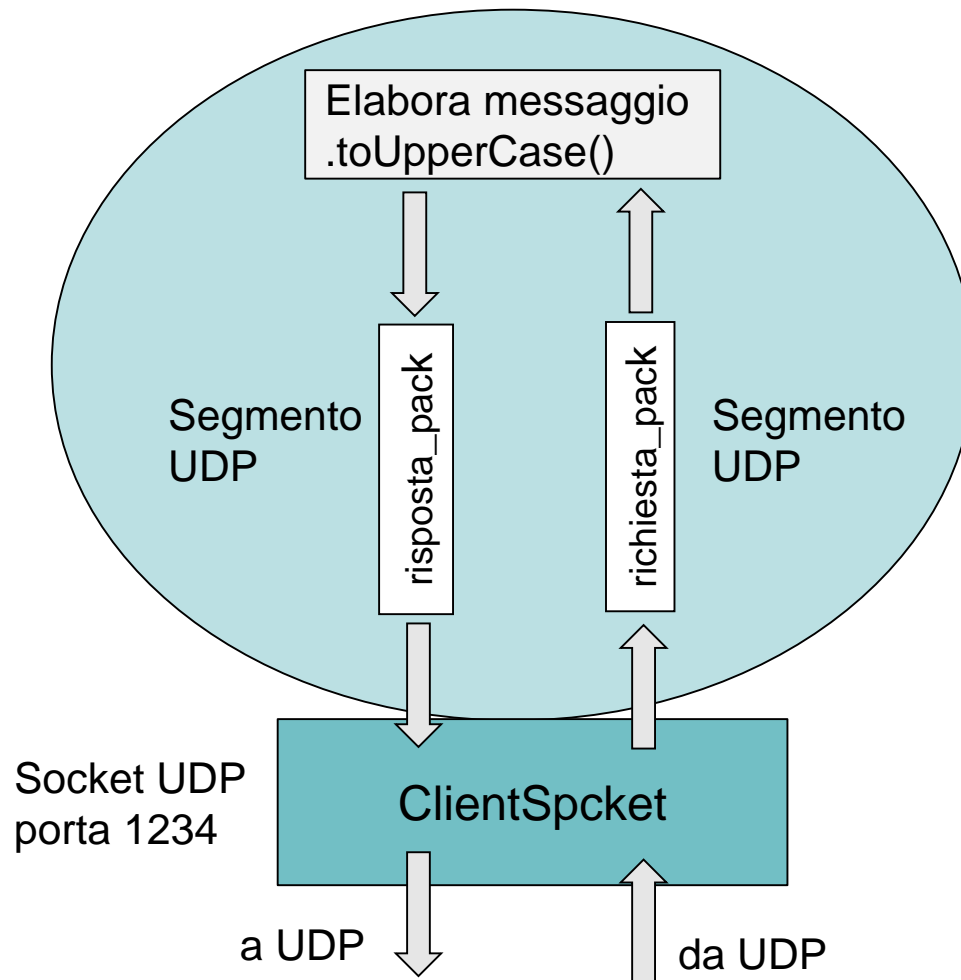 Elabora messaggio
.toUpperCase()
Segmento
UDP
risposta_pack
richiesta_pack
Segmento
UDP
Socket UDP
porta 1234
ClientSpcket
a UDP
da UDP